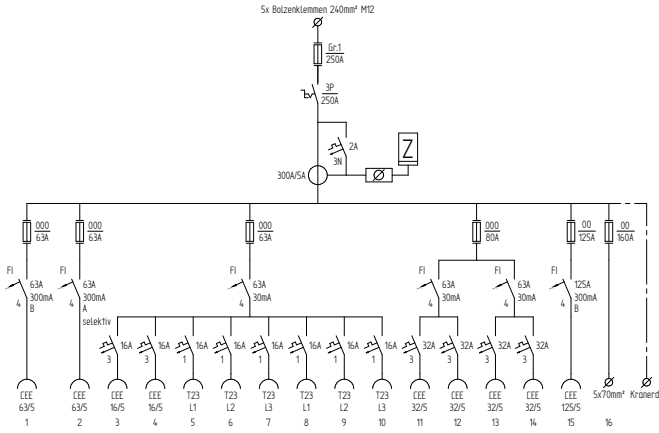 5x Bolzenklemmen 240mm² M12
Gr.1
250A
3P
250A
2A
3N
Z
300A/5A
000
63A
000
63A
000
63A
000
80A
00
125A
00
160A
FI
63A
300mA
4
B
FI
63A
300mA
4
A
selektiv
FI
63A
30mA
4
FI
63A
30mA
4
FI
63A
30mA
4
FI
125A
300mA
4
B
16A
3
16A
3
16A
1
16A
1
16A
1
16A
1
16A
1
16A
1
32A
3
32A
3
32A
3
32A
3
CEE CEE CEE CEE T23 T23 T23 T23 T23 T23 CEE CEE CEE CEE CEE 5x70mm² Kranerd
63/5 63/5 16/5 16/5 L1 L2 L3 L1 L2 L3 32/5 32/5 32/5 32/5 125/5
1 2 3 4 5 6 7 8 9 10 11 12 13 14 15 16